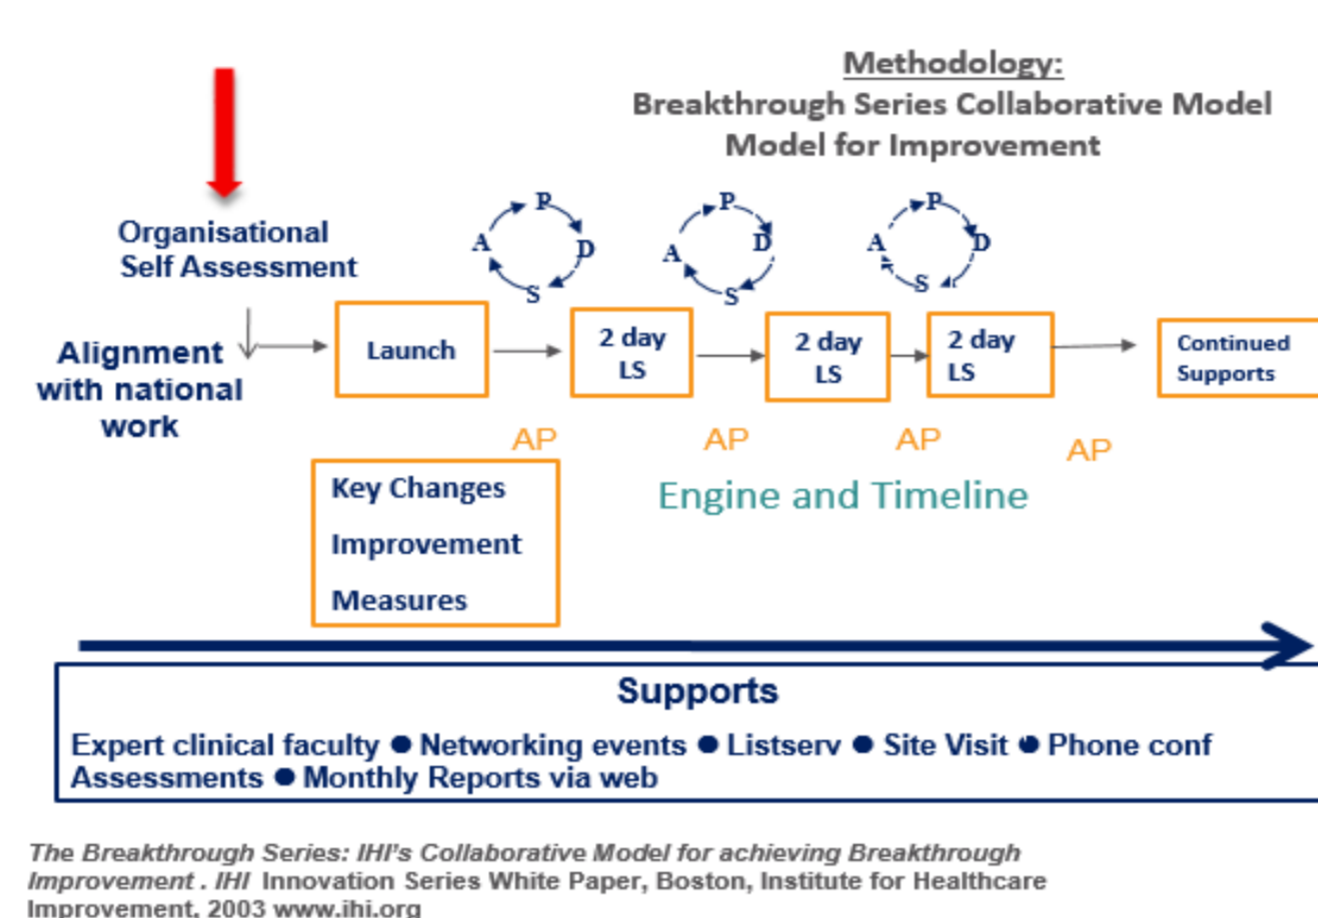 Methodology:
Breakthrough Series Collaborative Model
Model for Improvement
Organisational
Self Assessment
P
A
D
S
P
A
D
S
P
A
D
S
Alignment
with national
work
Launch
2 day
LS
2 day
LS
2 day
LS
Continued
Supports
AP
AP
AP
AP
Key Changes
Improvement
Measures
Engine and Timeline
Supports
Expert clinical faculty ● Networking events ● Listserv ● Site Visit ● Phone conf
Assessments ● Monthly Reports via web
The Breakthrough Series: IHI's Collaborative Model for achieving Breakthrough
Improvement . IHI Innovation Series White Paper, Boston, Institute for Healthcare
Improvement, 2003 www.ihi.org